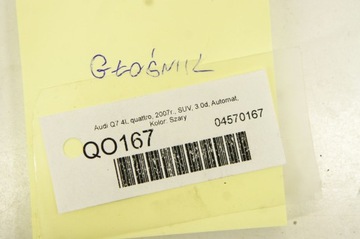 GŁOŚNIK
Audi Q7 4l, quattro, 2007r., SUV, 3.0d, Automat,
Kolor: Szary
QO167
04570167